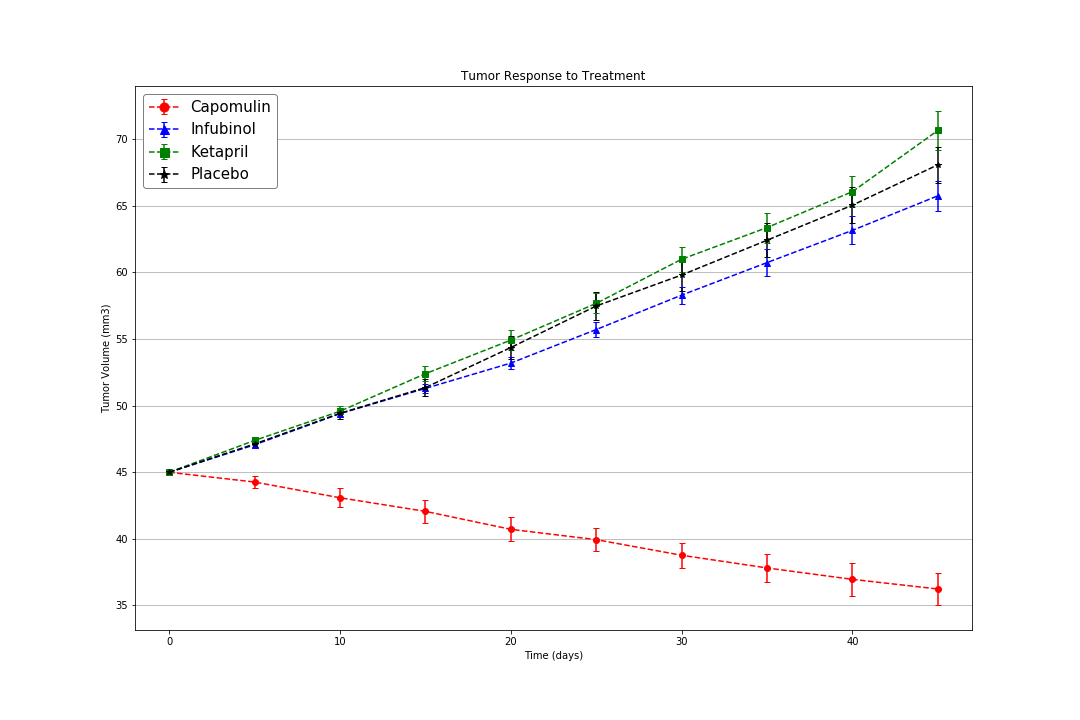 Tumor Response to Treatment
Capomulin
Infubinol
Ketapril
Placebo
70
65
60
55
50
45
40
35
Tumor Volume (mm3)
0 10 20 30 40
Time (days)